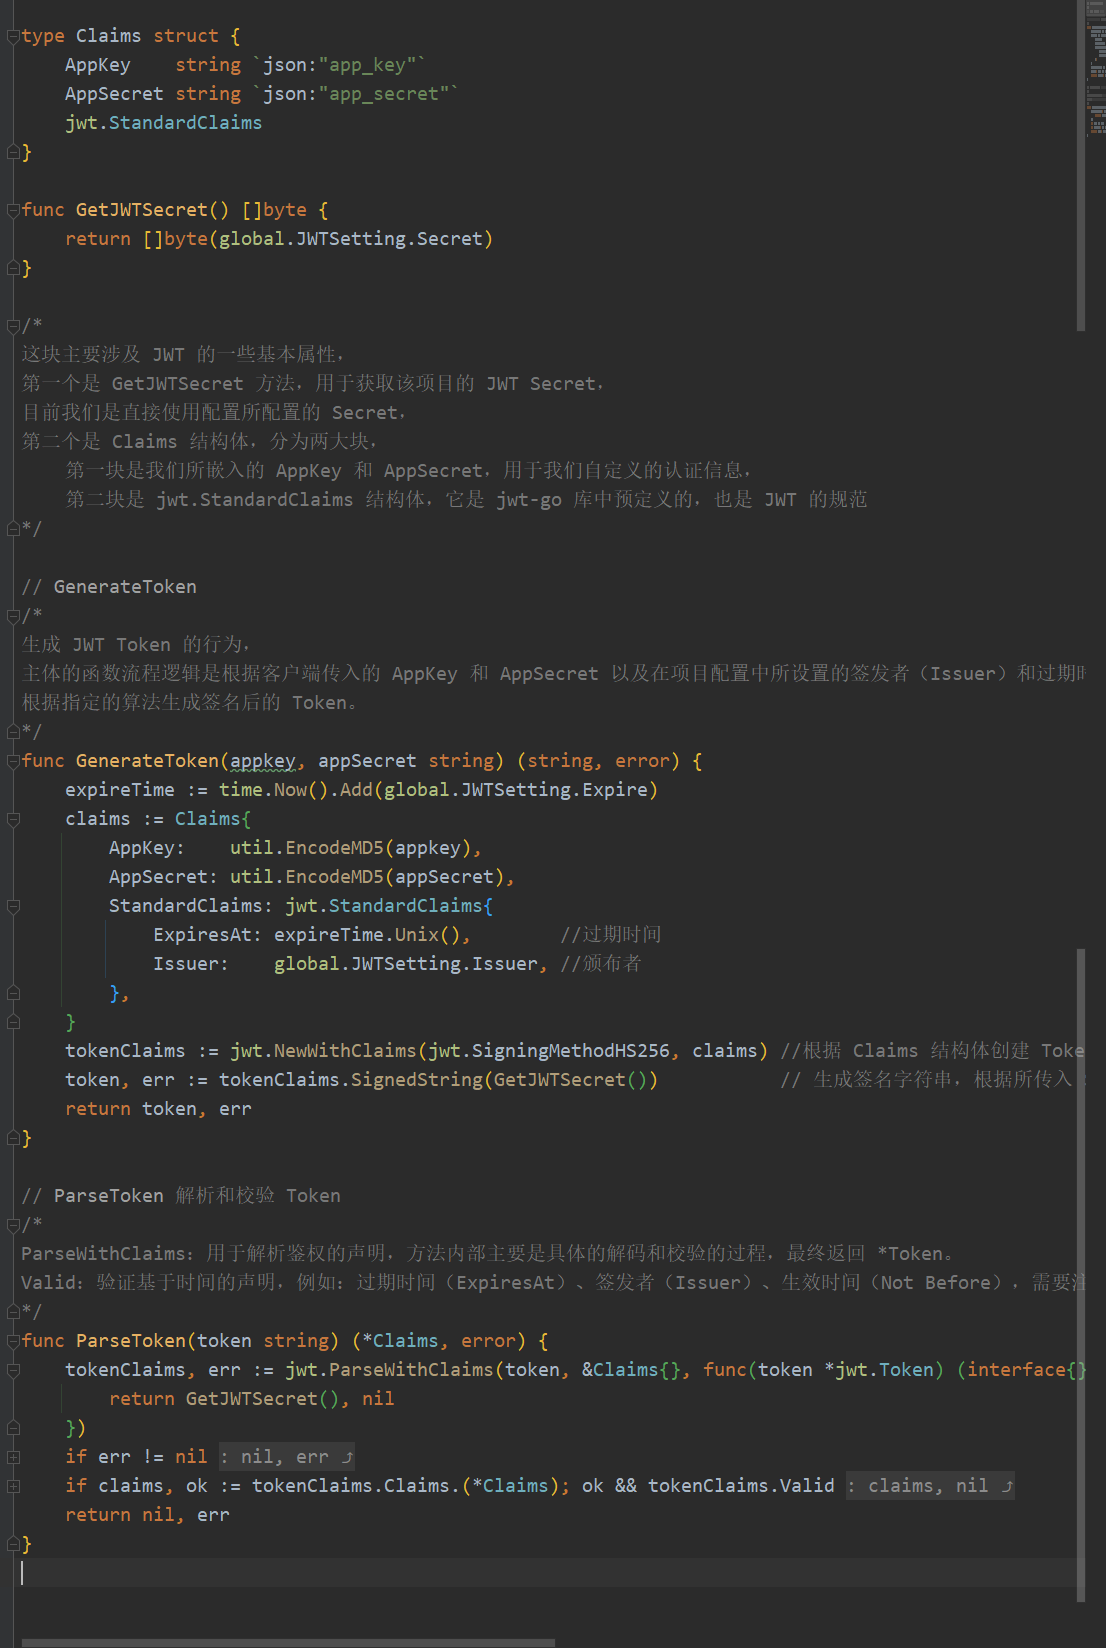 type Claims struct {
    AppKey    string `json:"app_key"`
    AppSecret string `json:"app_secret"`
    jwt.StandardClaims
}

func GetJWTSecret() []byte {
    return []byte(global.JWTSetting.Secret)
}

/*
这块主要涉及 JWT 的一些基本属性，
第一个是 GetJWTSecret 方法，用于获取该项目的 JWT Secret，
目前我们是直接使用配置所配置的 Secret，
第二个是 Claims 结构体，分为两大块，
    第一块是我们所嵌入的 AppKey 和 AppSecret，用于我们自定义的认证信息，
    第二块是 jwt.StandardClaims 结构体，它是 jwt-go 库中预定义的，也是 JWT 的规范
*/

// GenerateToken
/*
生成 JWT Token 的行为，
主体的函数流程逻辑是根据客户端传入的 AppKey 和 AppSecret 以及在项目配置中所设置的签发者（Issuer）和过期
根据指定的算法生成签名后的 Token。
*/
func GenerateToken(appkey, appSecret string) (string, error) {
    expireTime := time.Now().Add(global.JWTSetting.Expire)
    claims := Claims{
        AppKey:    util.EncodeMD5(appkey),
        AppSecret: util.EncodeMD5(appSecret),
        StandardClaims: jwt.StandardClaims{
            ExpiresAt: expireTime.Unix(),        //过期时间
            Issuer:    global.JWTSetting.Issuer, //颁布者
        },
    }
    tokenClaims := jwt.NewWithClaims(jwt.SigningMethodHS256, claims) //根据 Claims 结构体创建 Toke
    token, err := tokenClaims.SignedString(GetJWTSecret())           // 生成签名字符串，根据所传入
    return token, err
}

// ParseToken 解析和校验 Token
/*
ParseWithClaims：用于解析鉴权的声明，方法内部主要是具体的解码和校验的过程，最终返回 *Token。
Valid：验证基于时间的声明，例如：过期时间（ExpiresAt）、签发者（Issuer）、生效时间（Not Before），需要注
*/
func ParseToken(token string) (*Claims, error) {
    tokenClaims, err := jwt.ParseWithClaims(token, &Claims{}, func(token *jwt.Token) (interface{}
        return GetJWTSecret(), nil
    })
    if err != nil : nil, err ⤴
    if claims, ok := tokenClaims.Claims.(*Claims); ok && tokenClaims.Valid : claims, nil ⤴
    return nil, err
}